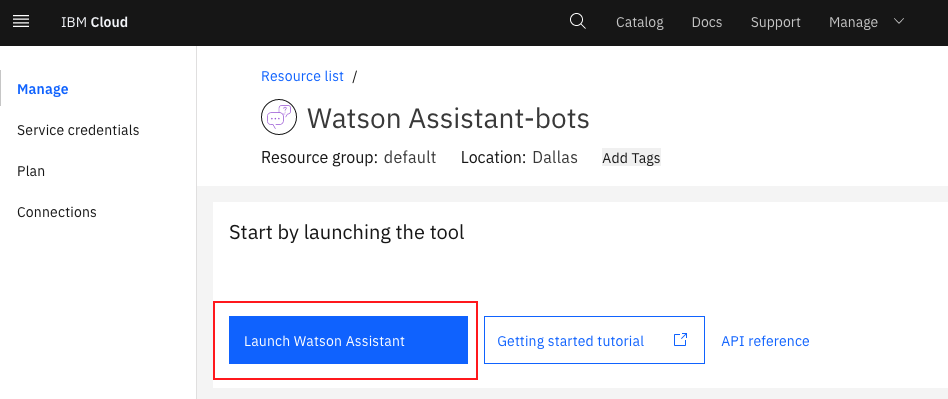 IBM Cloud Catalog Docs Support Manage
Manage
Service credentials
Plan
Connections
Resource list /
Watson Assistant-bots
Resource group: default Location: Dallas Add Tags
Start by launching the tool
Launch Watson Assistant Getting started tutorial API reference